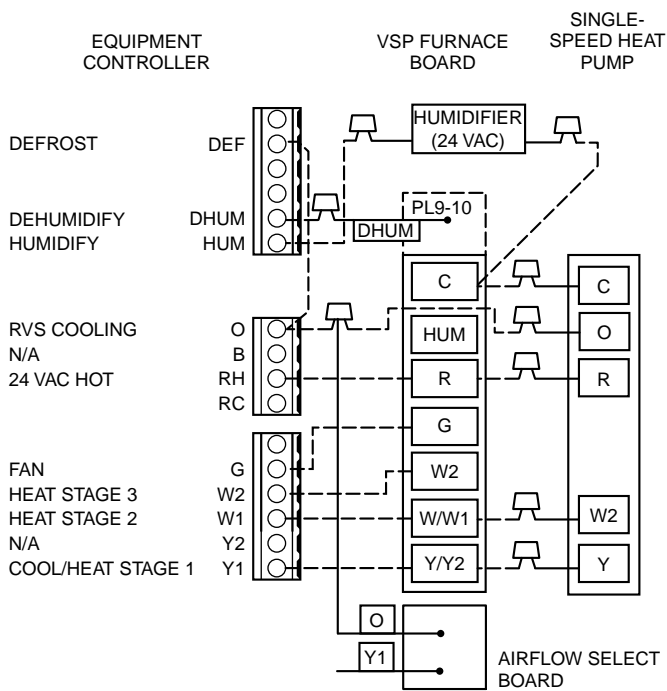 EQUIPMENT
CONTROLLER
VSP FURNACE
BOARD
SINGLE-
SPEED HEAT
PUMP
HUMIDIFIER
(24 VAC)
DEFROST DEF
PL9-10
DEHUMIDIFY DHUM
DHUM
HUMIDIFY HUM
C C
RVS COOLING O HUM O
N/A B
24 VAC HOT RH R R
RC
G
FAN G W2
HEAT STAGE 3 W2
HEAT STAGE 2 W1 W/W1 W2
N/A Y2
COOL/HEAT STAGE 1 Y1 Y/Y2 Y
O
Y1
AIRFLOW SELECT
BOARD